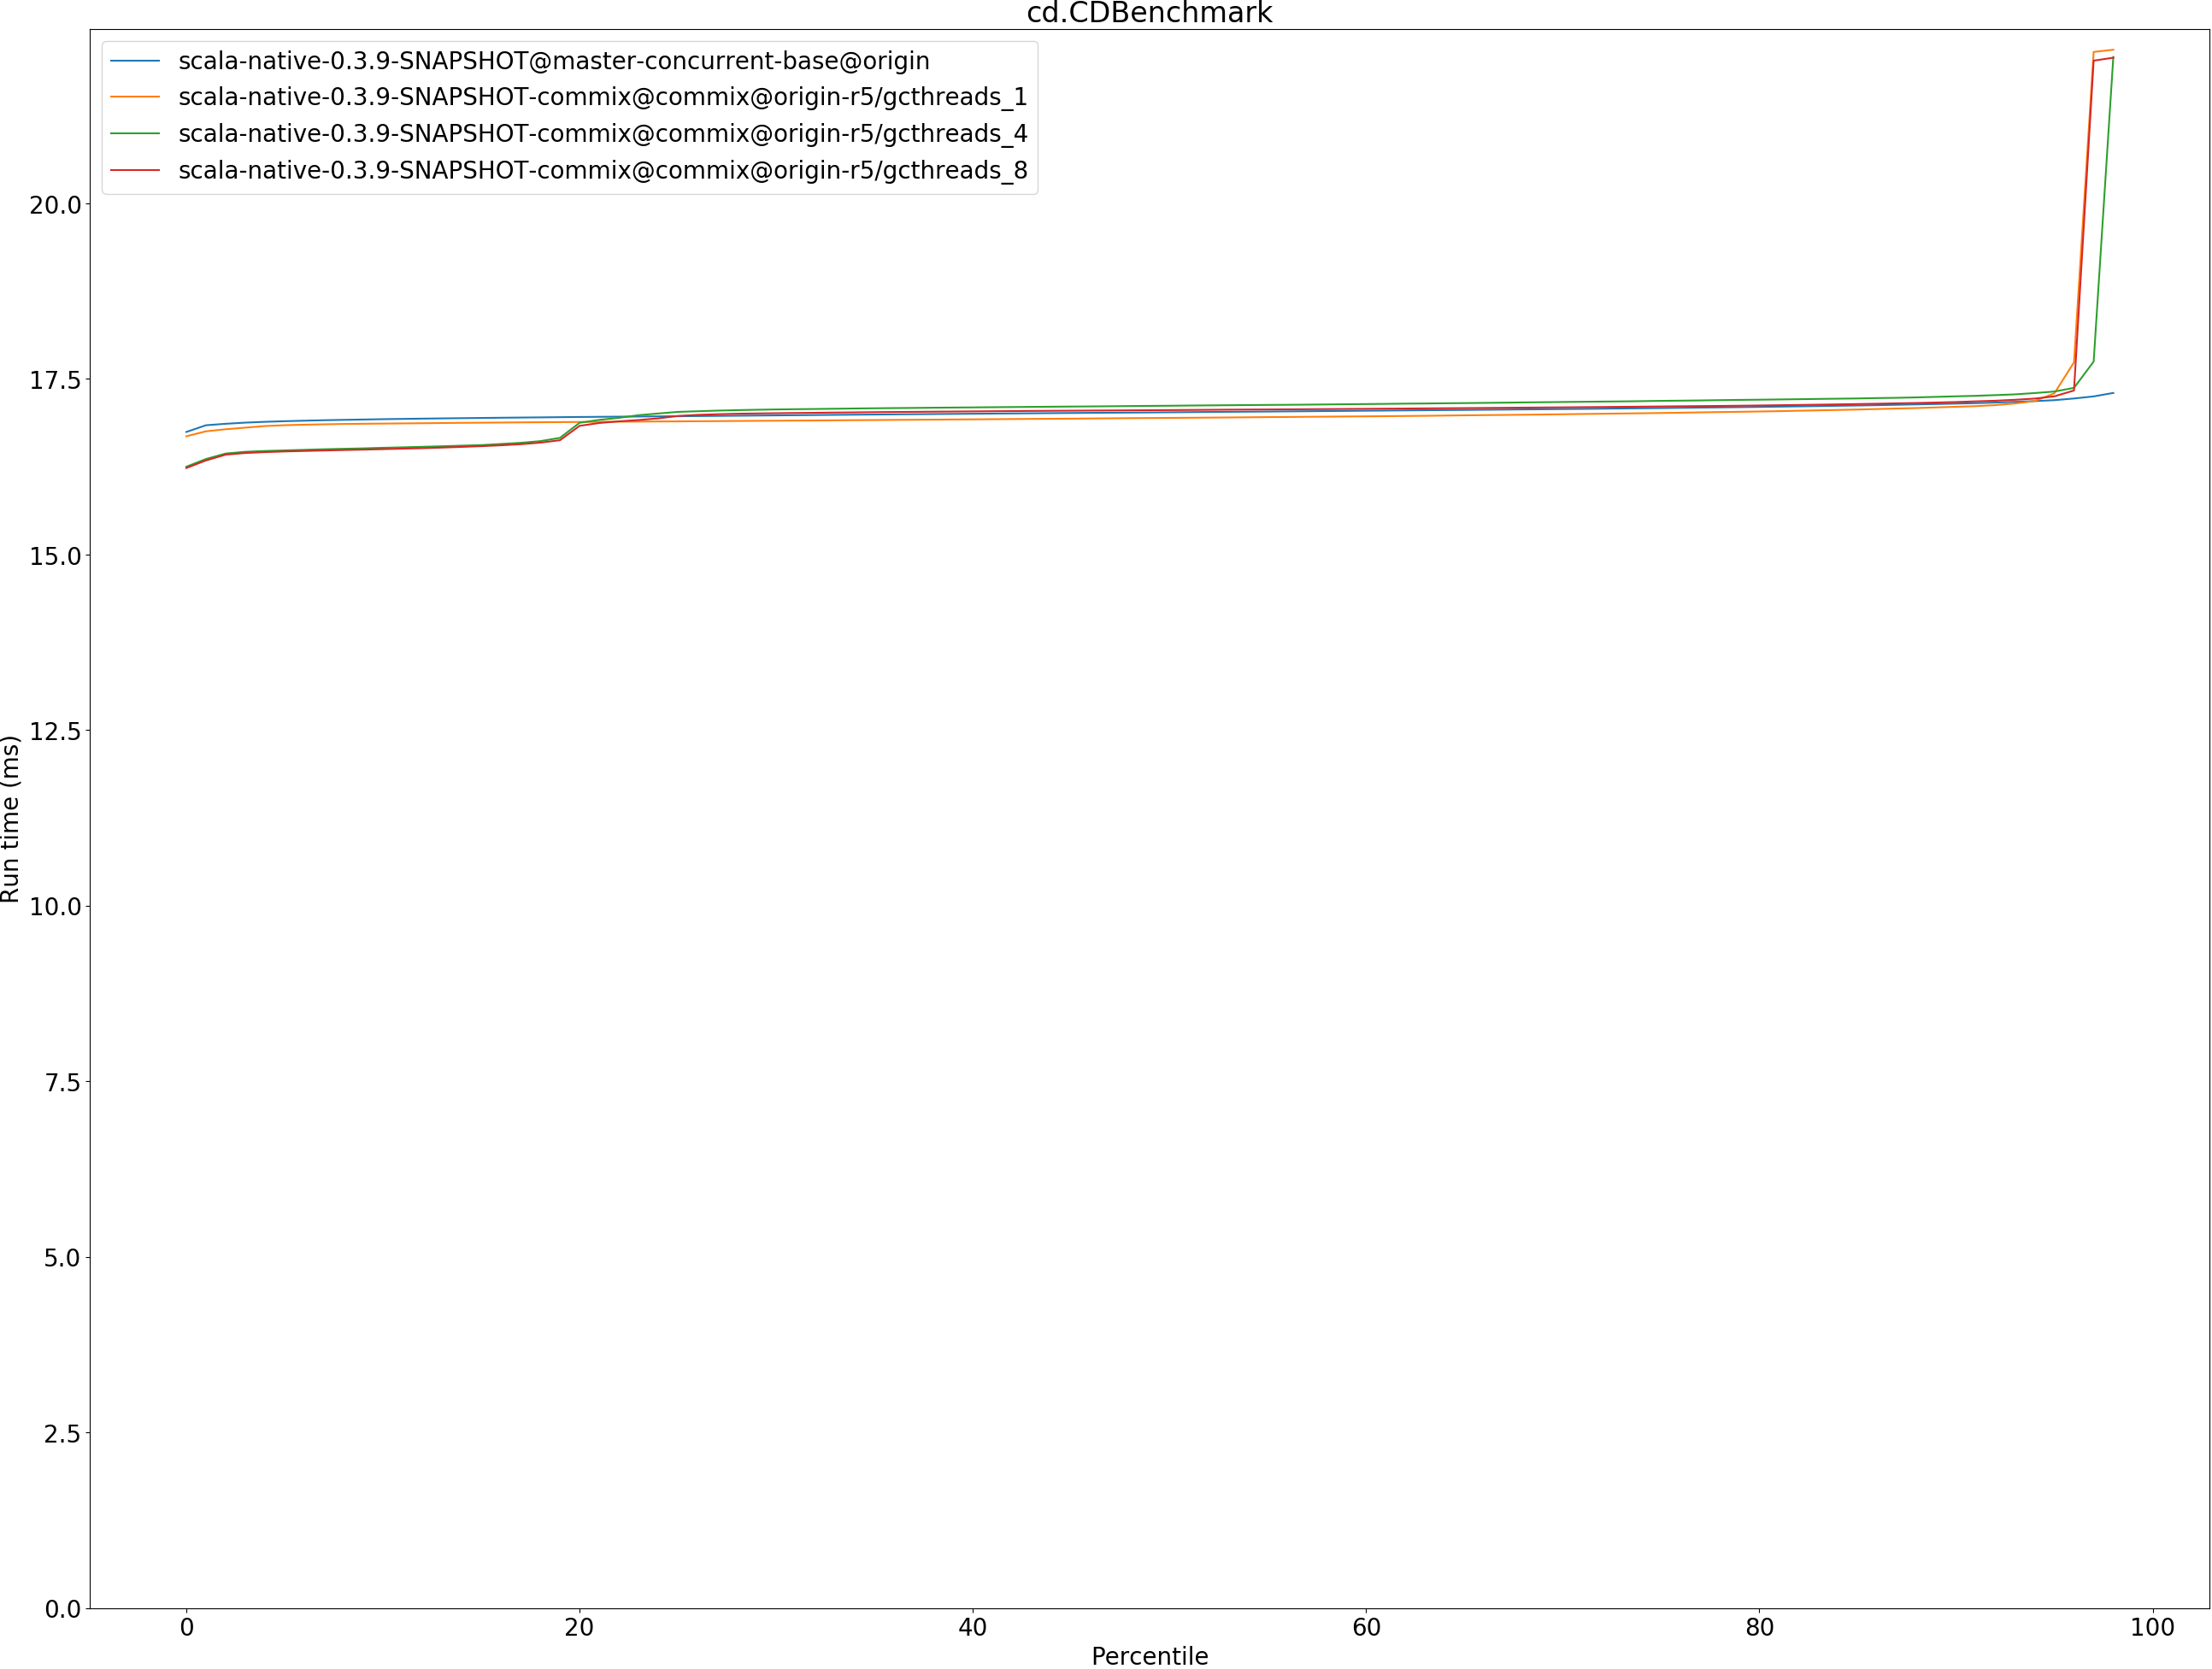 cd.CDBenchmark
scala-native-0.3.9-SNAPSHOT@master-concurrent-base@origin
scala-native-0.3.9-SNAPSHOT-commix@commix@origin-r5/gcthreads_1
scala-native-0.3.9-SNAPSHOT-commix@commix@origin-r5/gcthreads_4
scala-native-0.3.9-SNAPSHOT-commix@commix@origin-r5/gcthreads_8
20.0
17.5
15.0
12.5
10.0
7.5
5.0
2.5
0.0
Run time (ms)
0 20 40 60 80 100
Percentile